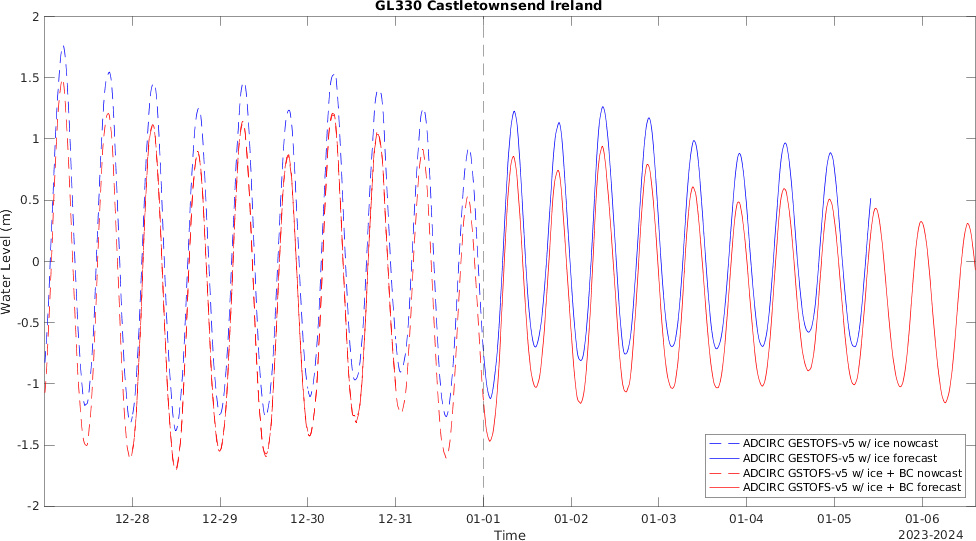 GL330 Castletownsend Ireland
2
1.5
1
0.5
0
-0.5
-1
-1.5
-2
Water Level (m)
ADCIRC GESTOFS-v5 w/ ice nowcast
ADCIRC GESTOFS-v5 w/ ice forecast
ADCIRC GSTOFS-v5 w/ ice + BC nowcast
ADCIRC GSTOFS-v5 w/ ice + BC forecast
12-28 12-29 12-30 12-31 01-01 01-02 01-03 01-04 01-05 01-06
Time
2023-2024